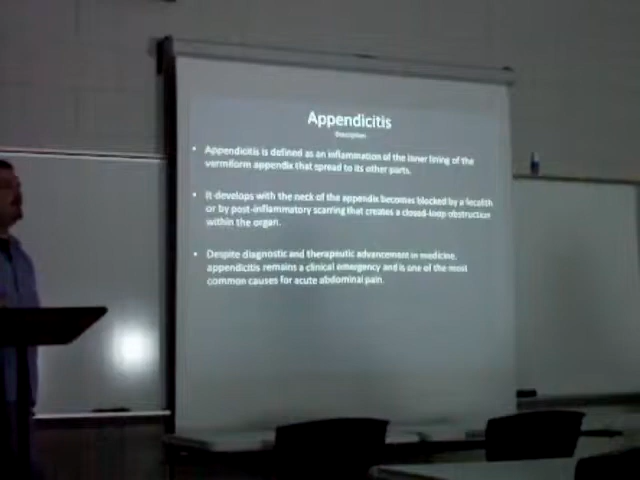 Appendicitis
Description
• Appendicitis is defined as an inflammation of the inner lining of the
vermiform appendix that spread to its other parts.
• It develops with the neck of the appendix becomes blocked by a fecalith
or by post-inflammatory scarring that creates a closed-loop obstruction
within the organ.
• Despite diagnostic and therapeutic advancement in medicine,
appendicitis remains a clinical emergency and is one of the most
common causes for acute abdominal pain.